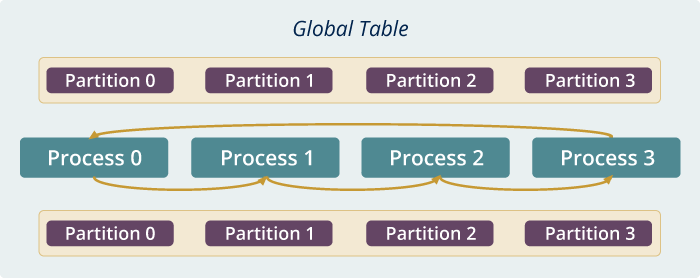 Global Table
Partition 0 Partition 1 Partition 2 Partition 3
Process 0 Process 1 Process 2 Process 3
Partition 0 Partition 1 Partition 2 Partition 3